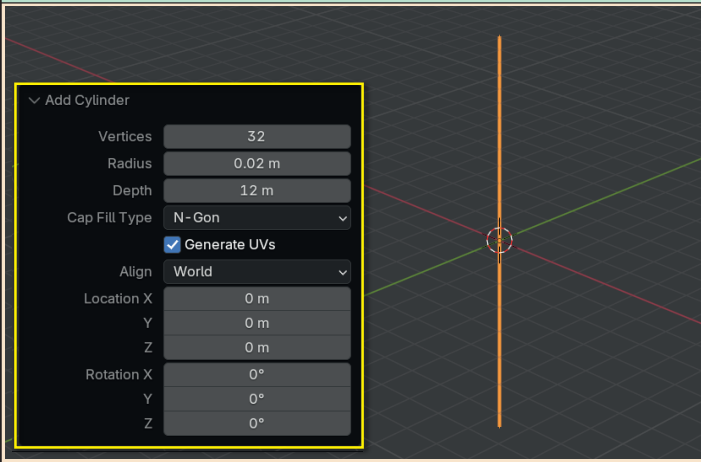 Add Cylinder
Vertices 32
Radius 0.02 m
Depth 12 m
Cap Fill Type N-Gon
Generate UVs
Align World
Location X 0 m
Y 0 m
Z 0 m
Rotation X 0°
Y 0°
Z 0°